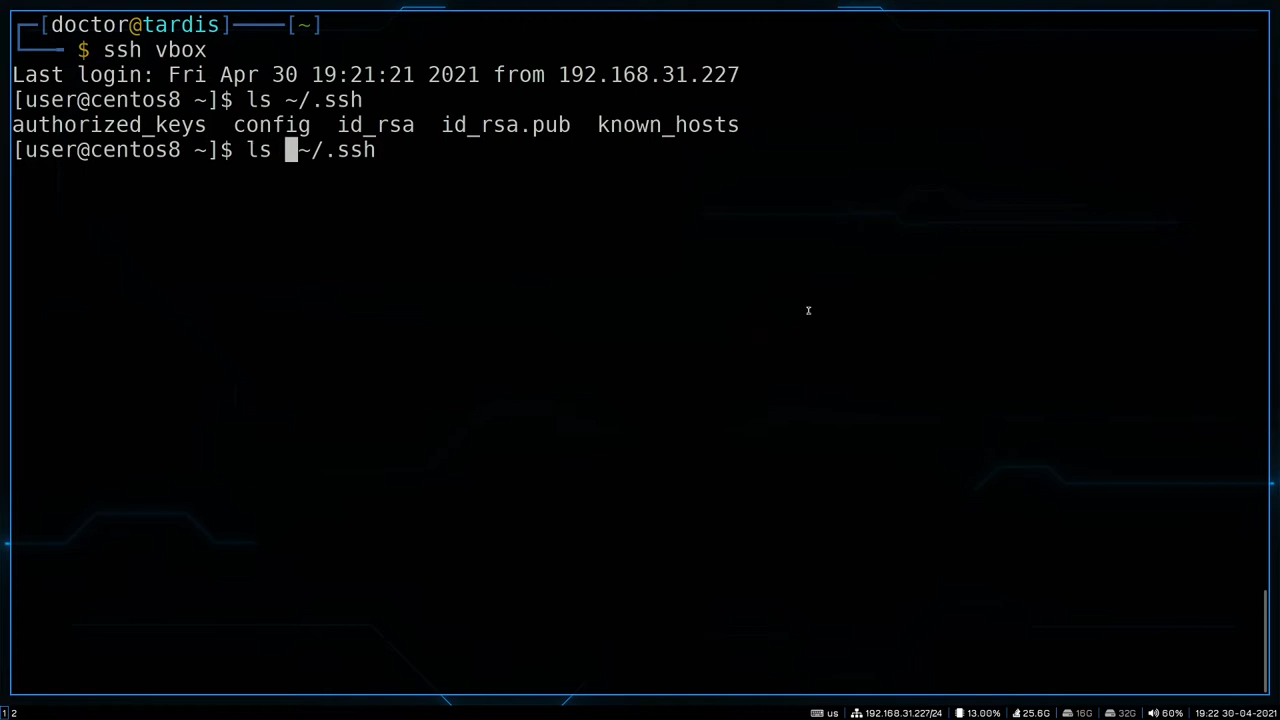 ┌─[doctor@tardis]────[~]
└─── $ ssh vbox
Last login: Fri Apr 30 19:21:21 2021 from 192.168.31.227
[user@centos8 ~]$ ls ~/.ssh
authorized_keys  config  id_rsa  id_rsa.pub  known_hosts
[user@centos8 ~]$ ls  ~/.ssh
1 2 us 192.168.31.227/24 13.00% 25.6G 16G 32G 60% 19:22 30-04-2021